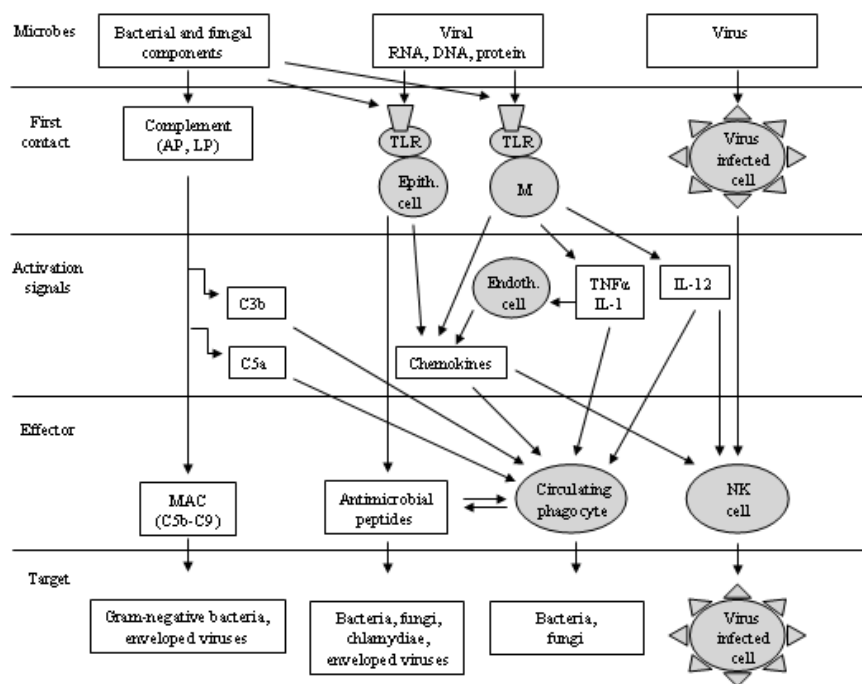 Microbes
Bacterial and fungal
components
Viral
RNA, DNA, protein
Virus
First
contact
Complement
(AP, LP)
TLR
Epith.
cell
TLR
M
Virus
infected
cell
Activation
signals
C3b
C5a
Endoth.
cell
TNFα
IL-1
IL-12
Chemokines
Effector
MAC
(C5b-C9)
Antimicrobial
peptides
Circulating
phagocyte
NK
cell
Target
Gram-negative bacteria,
enveloped viruses
Bacteria, fungi,
chlamydiae,
enveloped viruses
Bacteria,
fungi
Virus
infected
cell